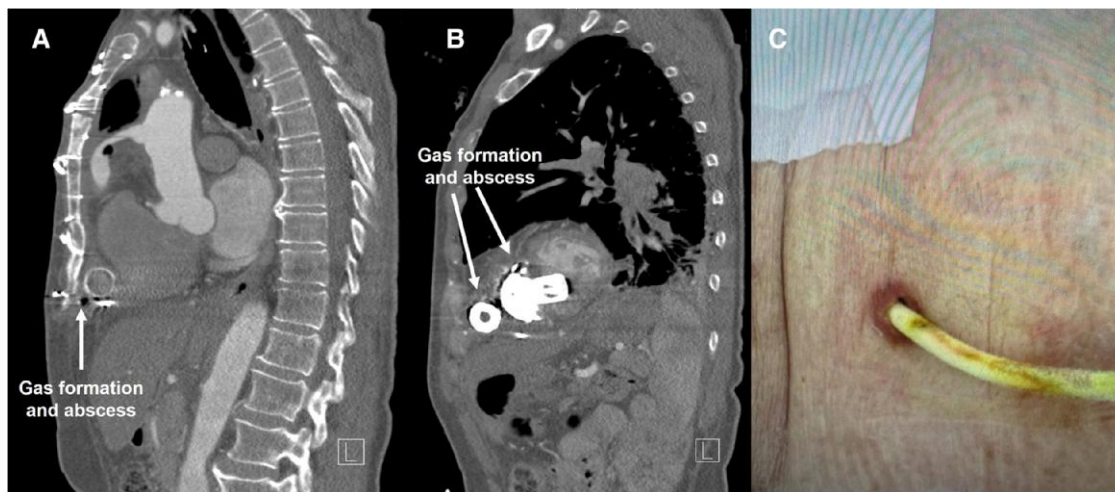 A
Gas formation
and abscess
L
B
Gas formation
and abscess
L
C